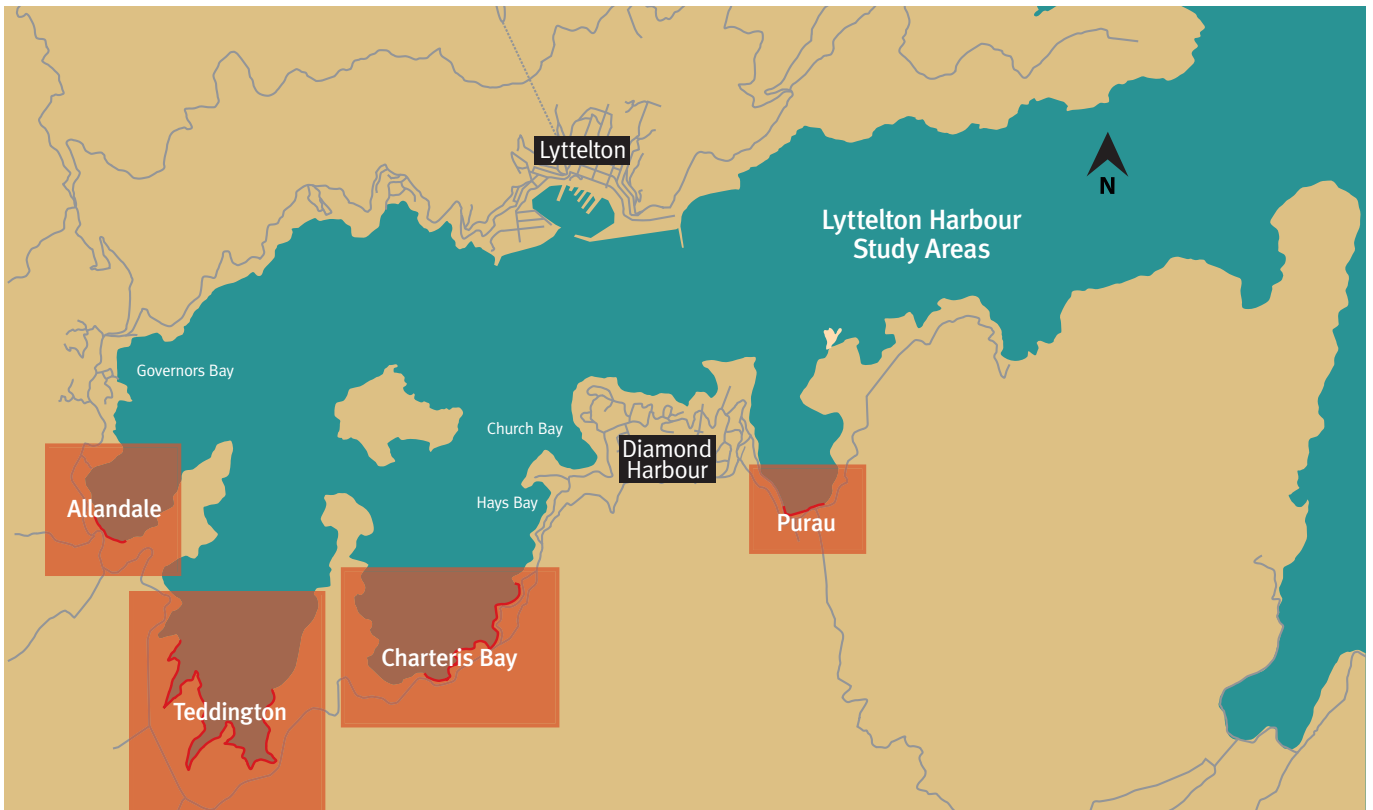 Lyttelton
N
Lyttelton Harbour
Study Areas
Governors Bay
Church Bay
Diamond
Harbour
Hays Bay
Allandale
Purau
Charteris Bay
Teddington